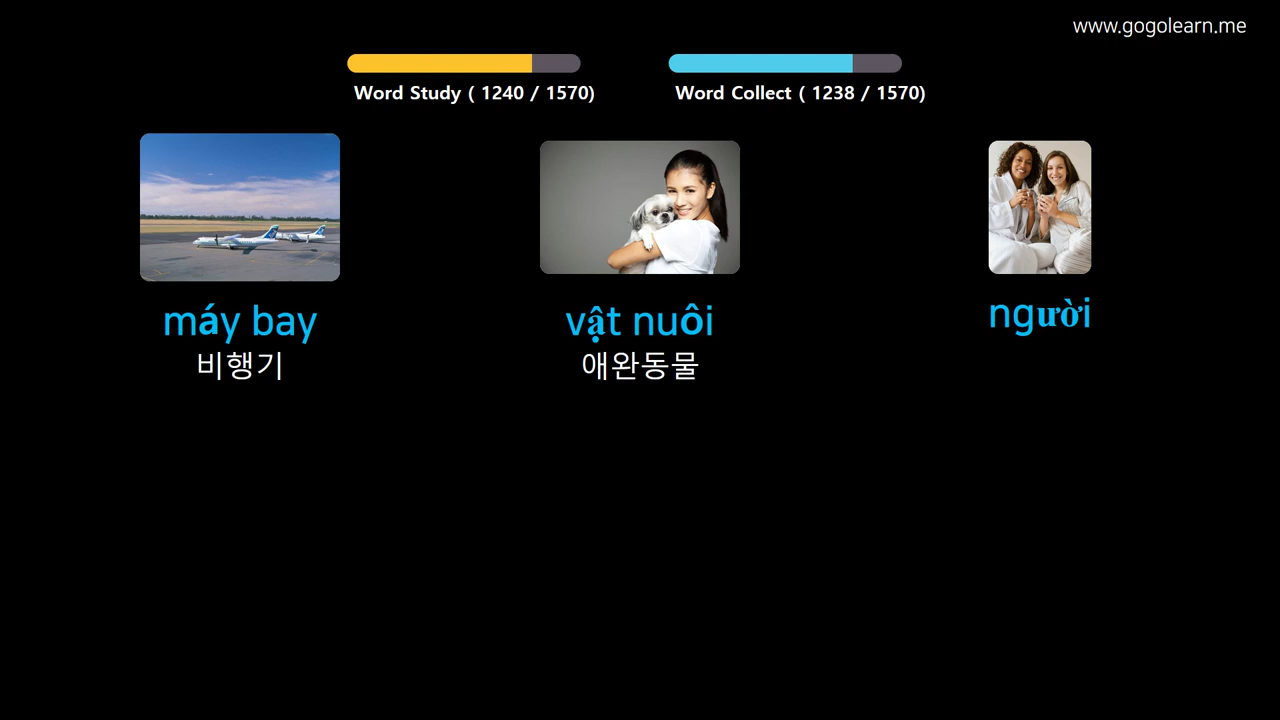 www.gogolearn.me
Word Study ( 1240 / 1570)
Word Collect ( 1238 / 1570)
máy bay
비행기
vật nuôi
애완동물
người